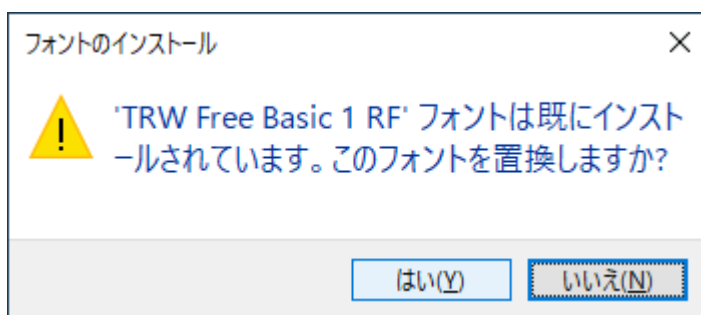 フォントのインストール
'TRW Free Basic 1 RF' フォントは既にインスト
ールされています。このフォントを置換しますか?
はい(Y)
いいえ(N)